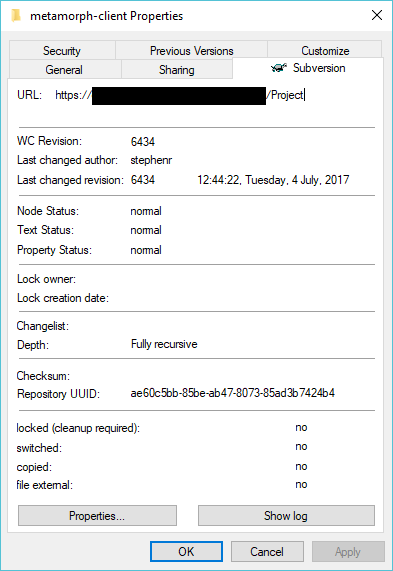 metamorph-client Properties
Security Previous Versions Customize
General Sharing Subversion
URL: https:// /Project
WC Revision: 6434
Last changed author: stephenr
Last changed revision: 6434 12:44:22, Tuesday, 4 July, 2017
Node Status: normal
Text Status: normal
Property Status: normal
Lock owner:
Lock creation date:
Changelist:
Depth: Fully recursive
Checksum:
Repository UUID: ae60c5bb-85be-ab47-8073-85ad3b7424b4
locked (cleanup required): no
switched: no
copied: no
file external: no
Properties... Show log
OK Cancel Apply